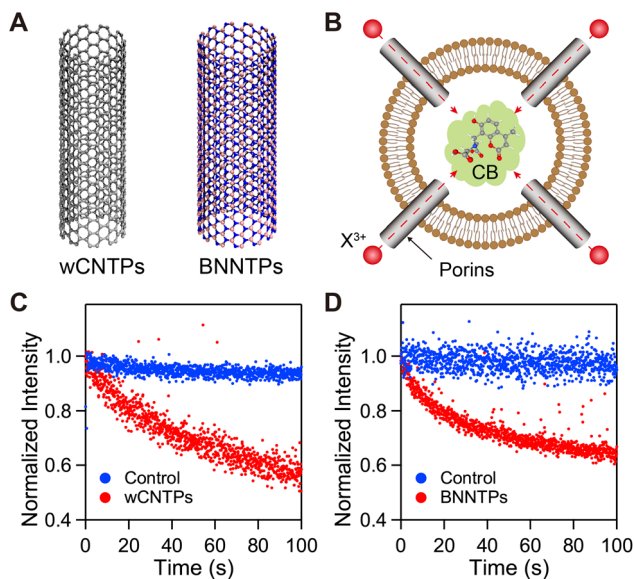 A
wCNTPs
BNNTPs
B
CB
X³⁺
Porins
C
Normalized Intensity
1.0
0.8
0.6
0.4
Control
wCNTPs
0 20 40 60 80 100
Time (s)
D
Normalized Intensity
1.0
0.8
0.6
0.4
Control
BNNTPs
0 20 40 60 80 100
Time (s)